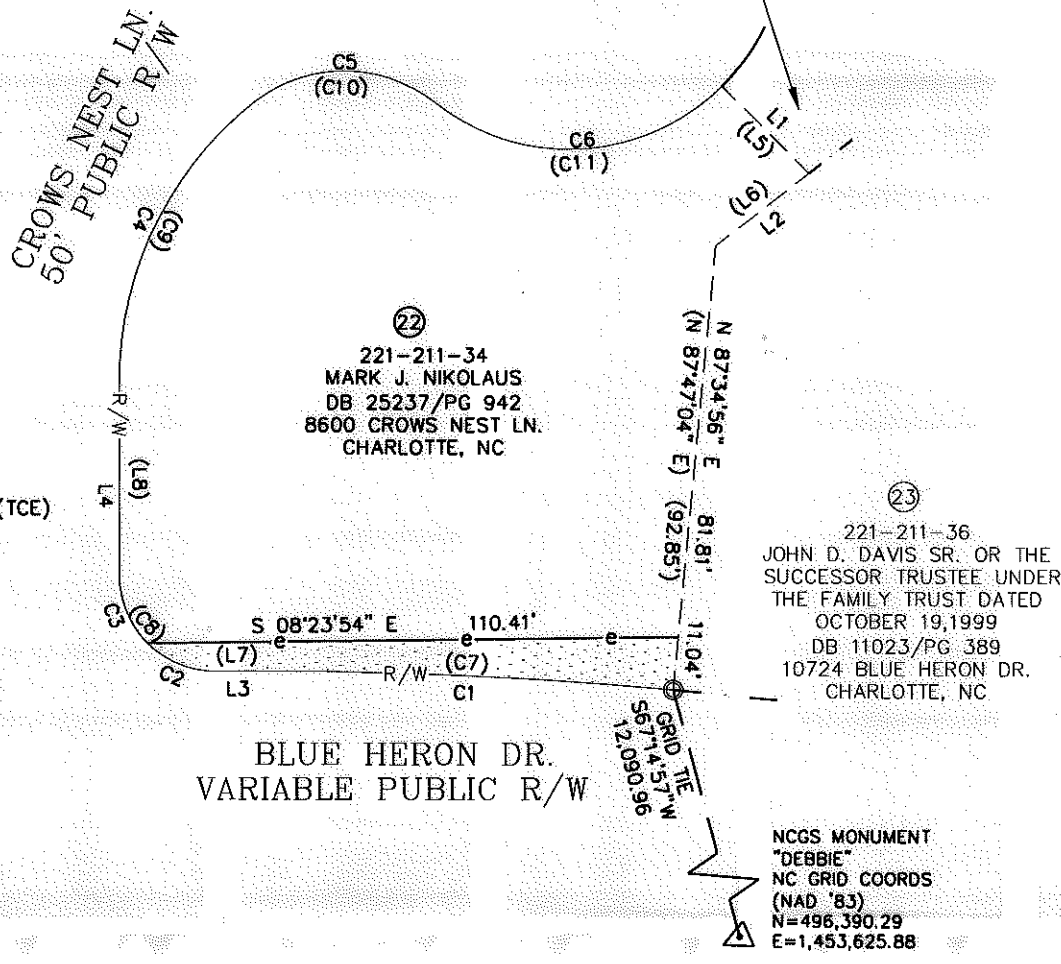 CROWS NEST LN.
50' PUBLIC R/W
C5
(C10)
C6
(C11)
L1
(L5)
(L6)
L2
C4
(C9)
22
221-211-34
MARK J. NIKOLAUS
DB 25237/PG 942
8600 CROWS NEST LN.
CHARLOTTE, NC
N 87°34'56" E 81.81'
(N 87°47'04" E) (92.85')
R/W
L4
(L8)
(TCE)
23
221-211-36
JOHN D. DAVIS SR. OR THE
SUCCESSOR TRUSTEE UNDER
THE FAMILY TRUST DATED
OCTOBER 19,1999
DB 11023/PG 389
10724 BLUE HERON DR.
CHARLOTTE, NC
C3
(C8)
S 08°23'54" E 110.41'
e e e
(L7)
(C7)
11.04'
C2
L3
R/W
C1
BLUE HERON DR.
VARIABLE PUBLIC R/W
GRID TIE
S67°14'57"W
12,090.96
NCGS MONUMENT
"DEBBIE"
NC GRID COORDS
(NAD '83)
N=496,390.29
E=1,453,625.88